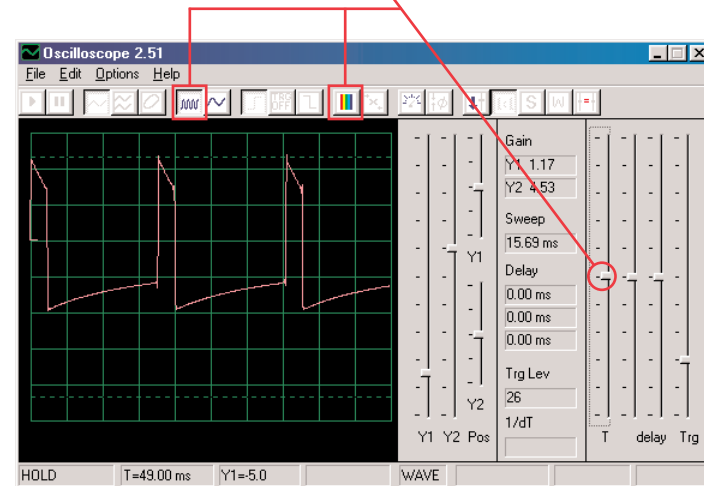 Oscilloscope 2.51
File Edit Options Help
TRG
OFF
S W
Gain
Y1 1.17
Y2 4.53
Sweep
15.69 ms
Y1
Delay
0.00 ms
0.00 ms
0.00 ms
Trg Lev
26
Y2
1/dT
Y1 Y2 Pos
T delay Trg
HOLD T=49.00 ms Y1=-5.0 WAVE